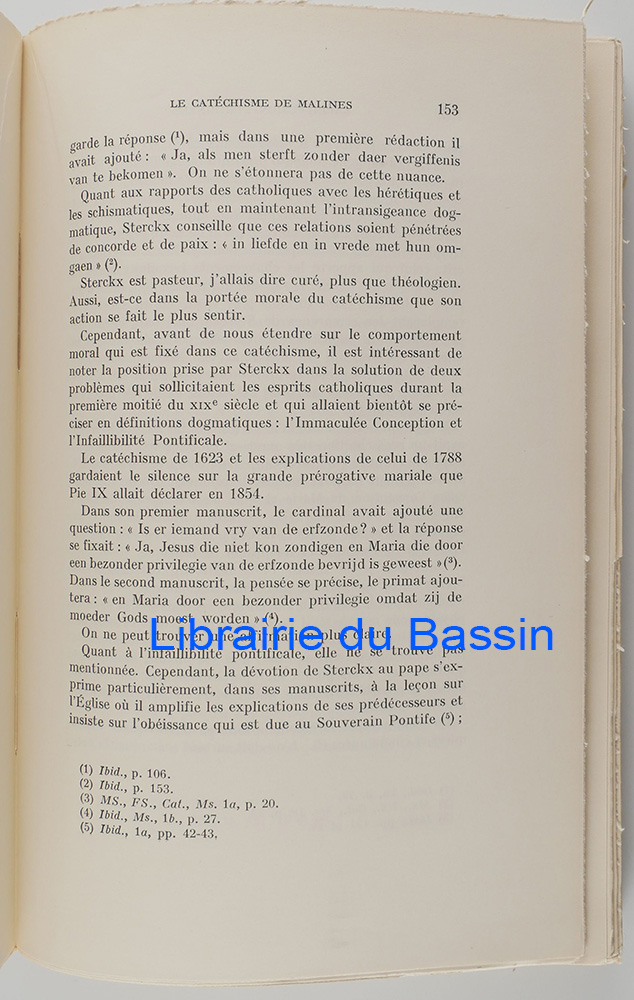 LE CATÉCHISME DE MALINES 153
garde la réponse (1), mais dans une première rédaction il
avait ajouté : « Ja, als men sterft zonder daer vergiffenis
van te bekomen ». On ne s'étonnera pas de cette nuance.
Quant aux rapports des catholiques avec les hérétiques et
les schismatiques, tout en maintenant l'intransigeance dog-
matique, Sterckx conseille que ces relations soient pénétrées
de concorde et de paix : « in liefde en in vrede met hun om-
gaen » (2).
Sterckx est pasteur, j'allais dire curé, plus que théologien.
Aussi, est-ce dans la portée morale du catéchisme que son
action se fait le plus sentir.
Cependant, avant de nous étendre sur le comportement
moral qui est fixé dans ce catéchisme, il est intéressant de
noter la position prise par Sterckx dans la solution de deux
problèmes qui sollicitaient les esprits catholiques durant la
première moitié du XIXe siècle et qui allaient bientôt se pré-
ciser en définitions dogmatiques : l'Immaculée Conception et
l'Infaillibilité Pontificale.
Le catéchisme de 1623 et les explications de celui de 1788
gardaient le silence sur la grande prérogative mariale que
Pie IX allait déclarer en 1854.
Dans son premier manuscrit, le cardinal avait ajouté une
question : « Is er iemand vry van de erfzonde ? » et la réponse
se fixait : « Ja, Jesus die niet kon zondigen en Maria die door
een bezonder privilegie van de erfzonde bevrijd is geweest » (3).
Dans le second manuscrit, la pensée se précise, le primat ajou-
tera : « en Maria door een bezonder privilegie omdat zij de
moeder Gods moest worden » (4).
On ne peut trouver une affirmation plus claire.
Quant à l'infaillibilité pontificale, elle ne se trouve pas
mentionnée. Cependant, la dévotion de Sterckx au pape s'ex-
prime particulièrement, dans ses manuscrits, à la leçon sur
l'Église où il amplifie les explications de ses prédécesseurs et
insiste sur l'obéissance qui est due au Souverain Pontife (5) ;
(1) Ibid., p. 106.
(2) Ibid., p. 153.
(3) MS., FS., Cat., Ms. 1a, p. 20.
(4) Ibid., Ms., 1b., p. 27.
(5) Ibid., 1a, pp. 42-43,
Librairie du Bassin